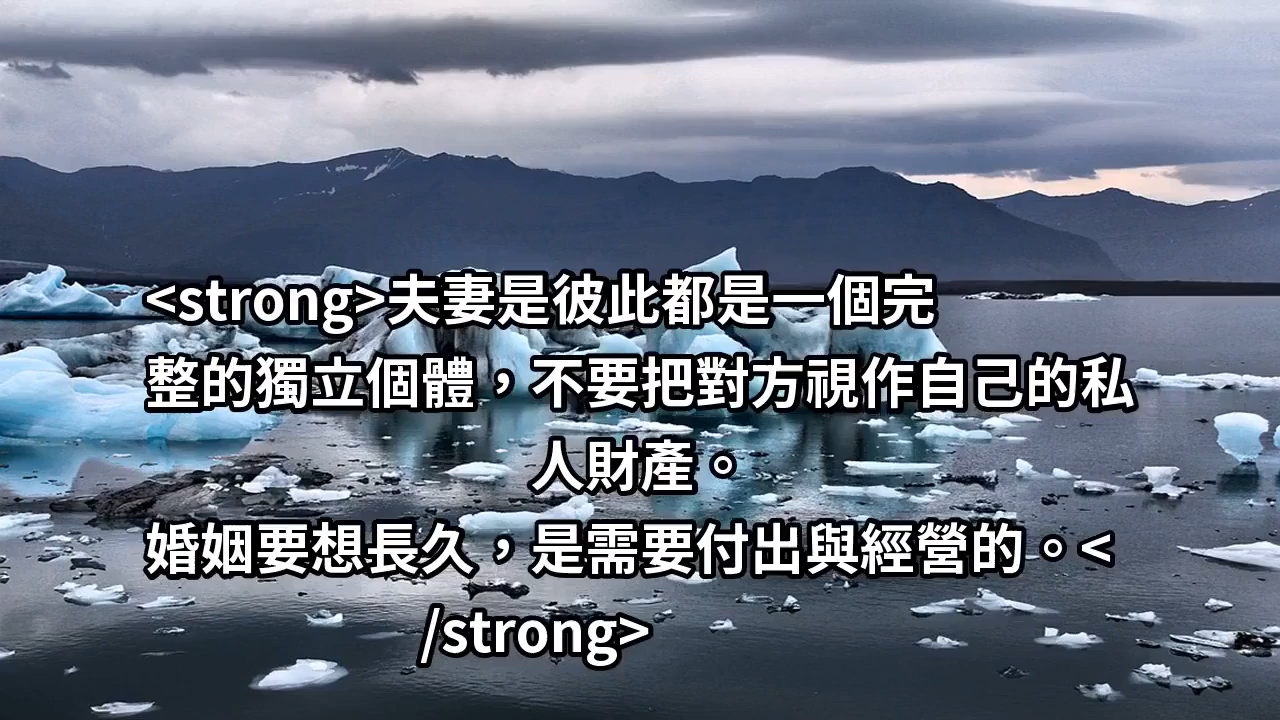 <strong>夫妻是彼此都是一個完
整的獨立個體，不要把對方視作自己的私
人財產。
婚姻要想長久，是需要付出與經營的。<
/strong>